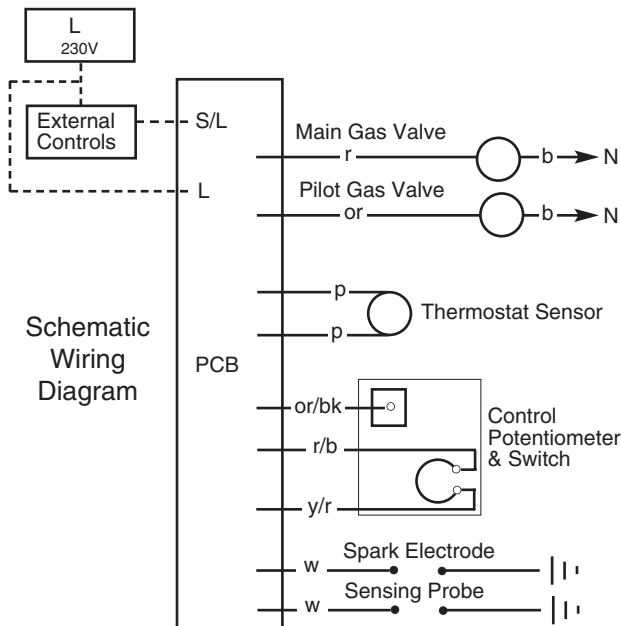 L
230V
External
Controls
S/L
L
Main Gas Valve
r
b
N
Pilot Gas Valve
or
b
N
p
Thermostat Sensor
p
Schematic
Wiring
Diagram
PCB
or/bk
r/b
y/r
Control
Potentiometer
& Switch
w
Spark Electrode
w
Sensing Probe